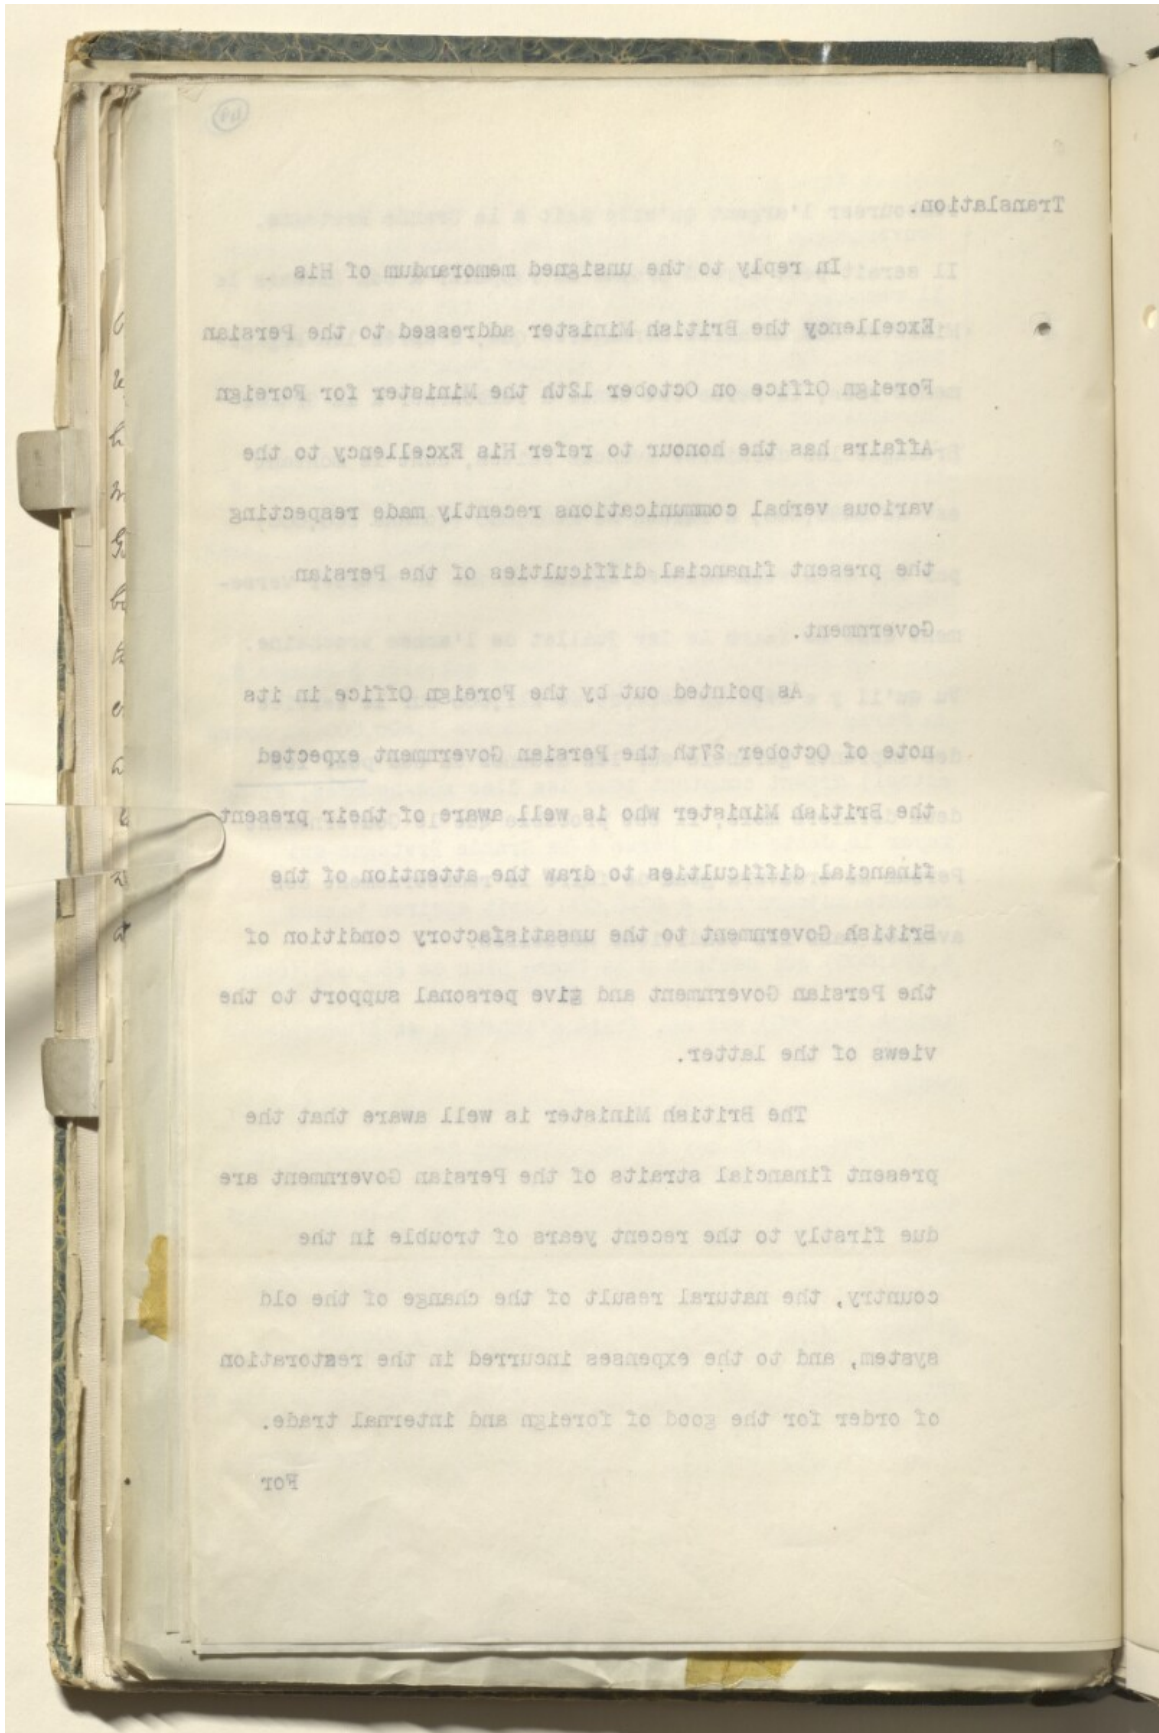 Translation.
In reply to the unsigned memorandum of His
Excellency the British Minister addressed to the Persian
Foreign Office on October 12th the Minister for Foreign
Affairs has the honour to refer His Excellency to the
various verbal communications recently made respecting
the present financial difficulties of the Persian
Government.
As pointed out by the Foreign Office in its
note of October 27th the Persian Government expected
the British Minister who is well aware of their present
financial difficulties to draw the attention of the
British Government to the unsatisfactory condition of
the Persian Government and give personal support to the
views of the latter.
The British Minister is well aware that the
present financial straits of the Persian Government are
due firstly to the recent years of trouble in the
country, the natural result of the change of the old
system, and to the expenses incurred in the restoration
of order for the good of foreign and internal trade.
For